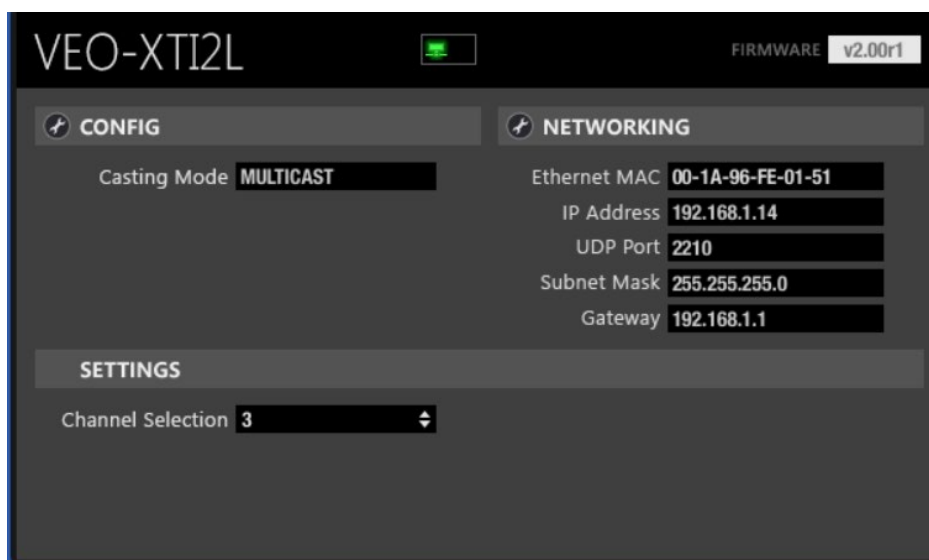 VEO-XTI2L
FIRMWARE v2.00r1
CONFIG
Casting Mode MULTICAST
NETWORKING
Ethernet MAC 00-1A-96-FE-01-51
IP Address 192.168.1.14
UDP Port 2210
Subnet Mask 255.255.255.0
Gateway 192.168.1.1
SETTINGS
Channel Selection 3